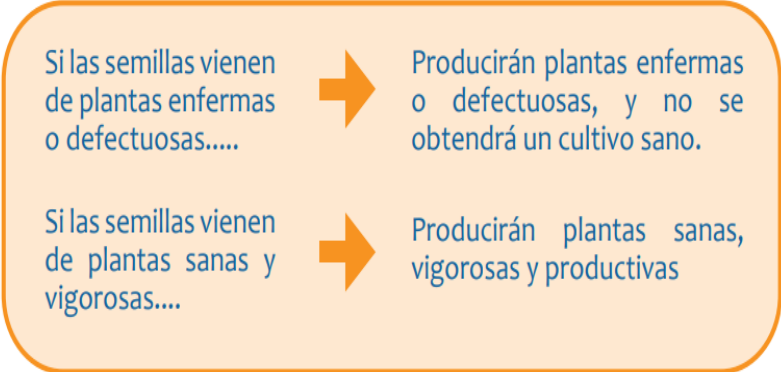 Si las semillas vienen
de plantas enfermas
o defectuosas.....
Producirán plantas enfermas
o defectuosas, y no se
obtendrá un cultivo sano.
Si las semillas vienen
de plantas sanas y
vigorosas....
Producirán plantas sanas,
vigorosas y productivas